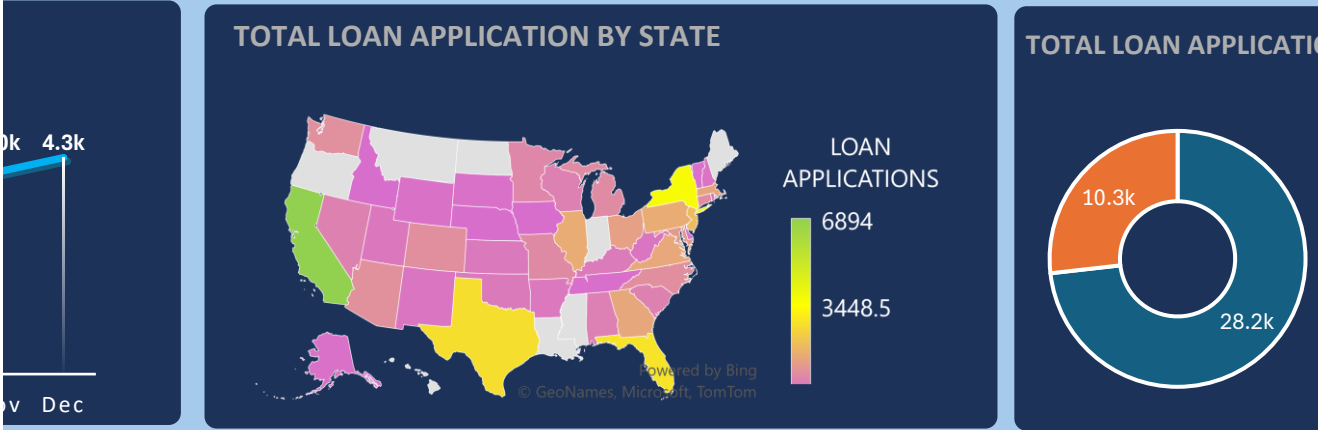 0k 4.3k
ov Dec
TOTAL LOAN APPLICATION BY STATE
LOAN
APPLICATIONS
6894
3448.5
Powered by Bing
© GeoNames, Microsoft, TomTom
TOTAL LOAN APPLICATIO
10.3k
28.2k